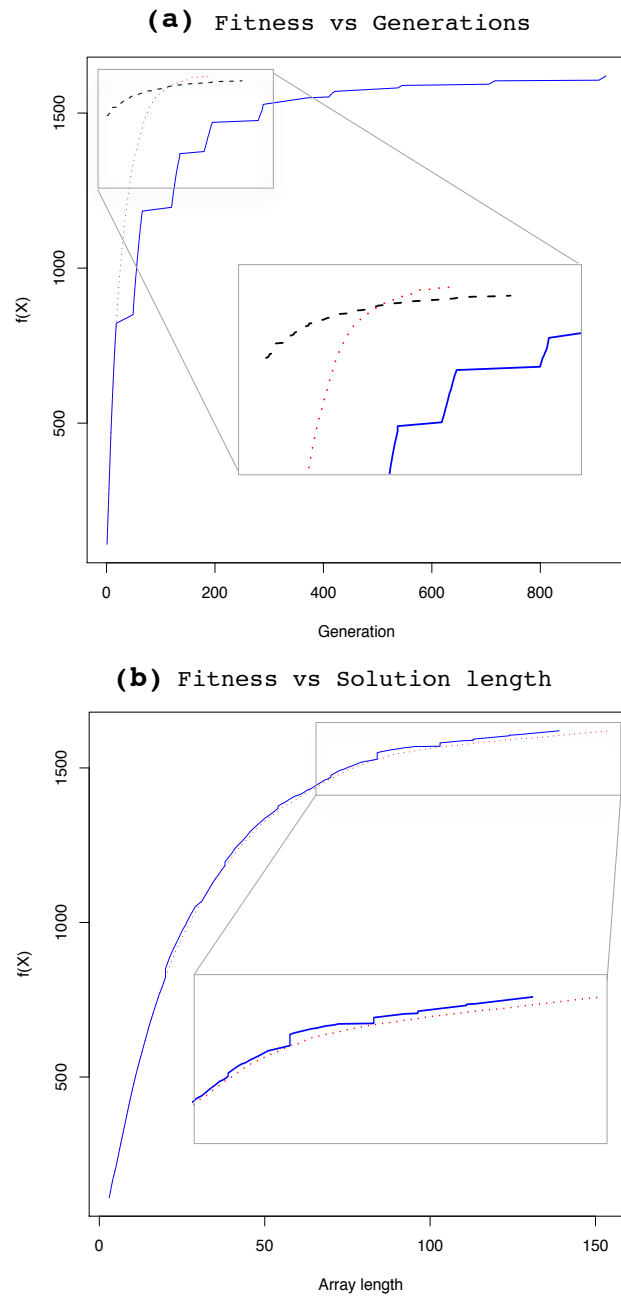 (a) Fitness vs Generations
f(X)
1500
1000
500
0 200 400 600 800
Generation
(b) Fitness vs Solution length
f(X)
1500
1000
500
0 50 100 150
Array length